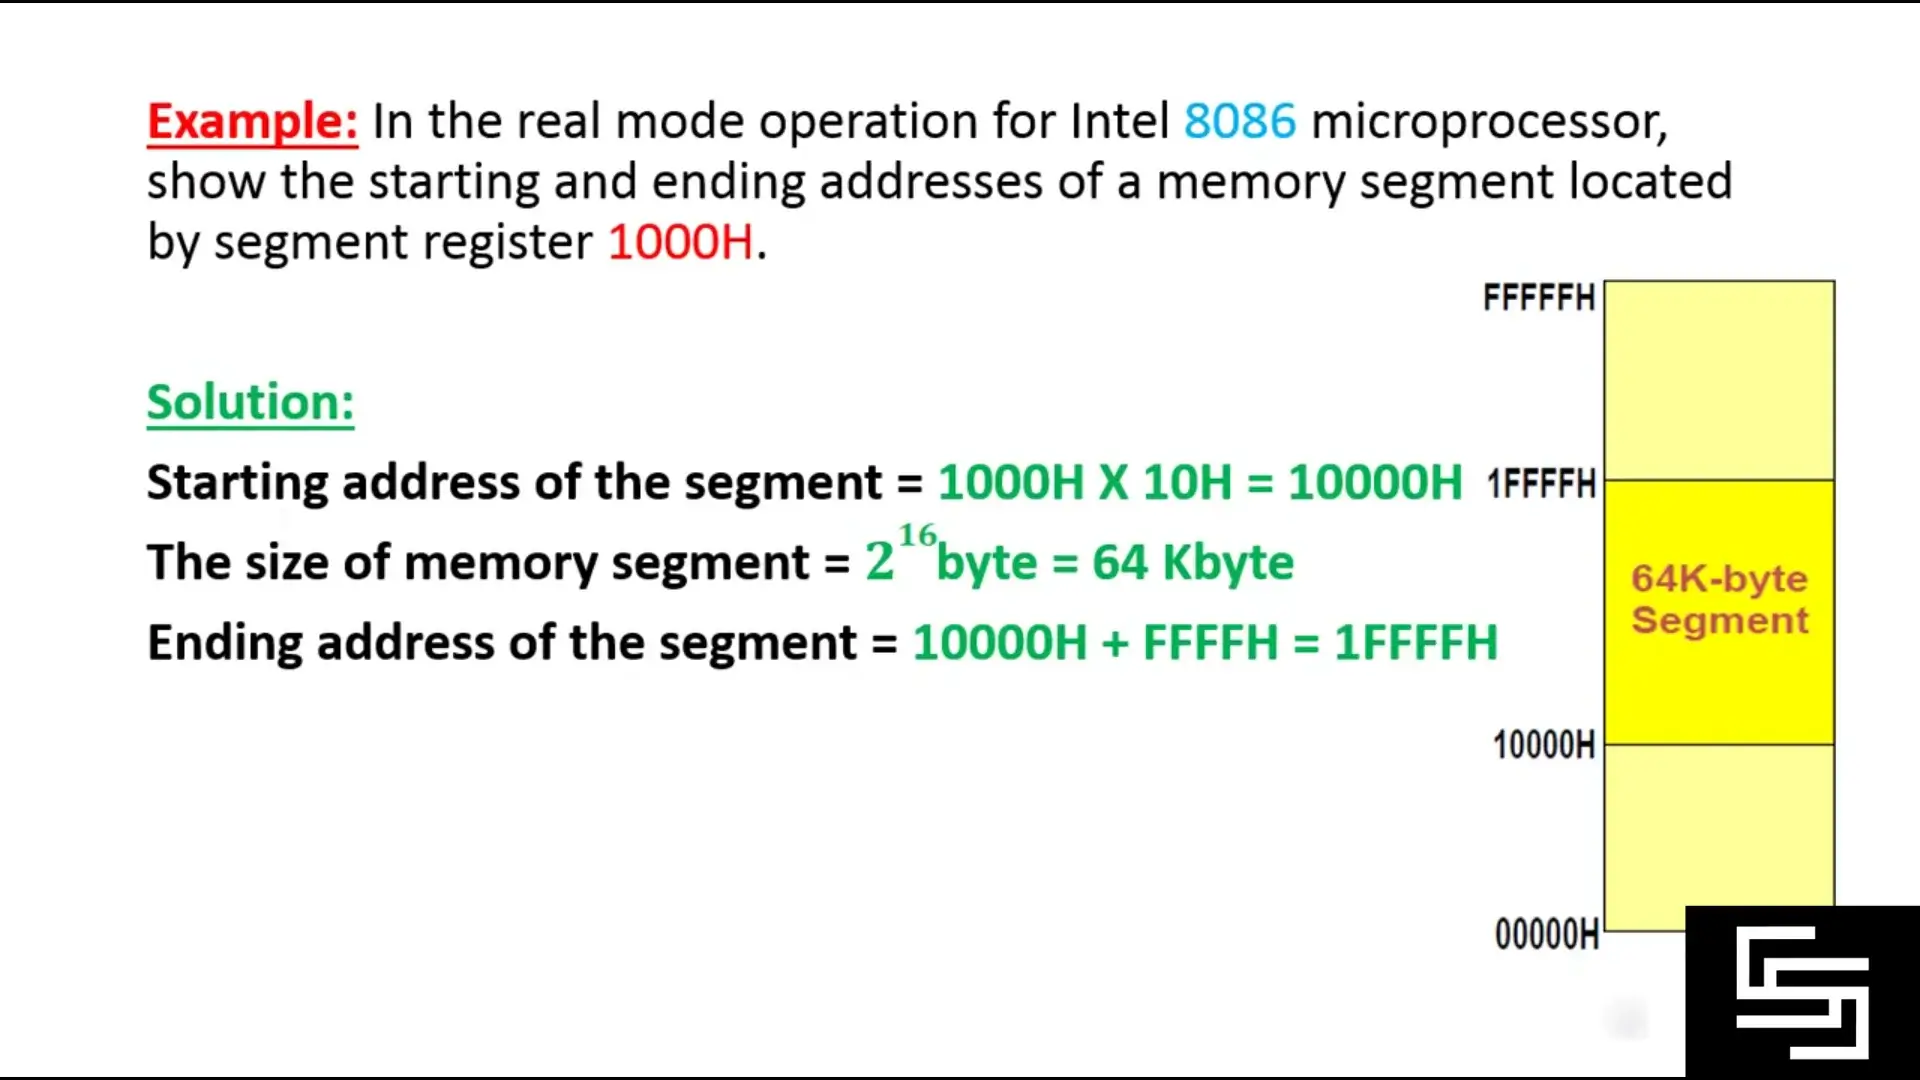 Example: In the real mode operation for Intel 8086 microprocessor,
show the starting and ending addresses of a memory segment located
by segment register 1000H.
Solution:
Starting address of the segment = 1000H X 10H = 10000H
The size of memory segment = 2^16 byte = 64 Kbyte
Ending address of the segment = 10000H + FFFFH = 1FFFFH
FFFFFH
1FFFFH
64K-byte
Segment
10000H
00000H